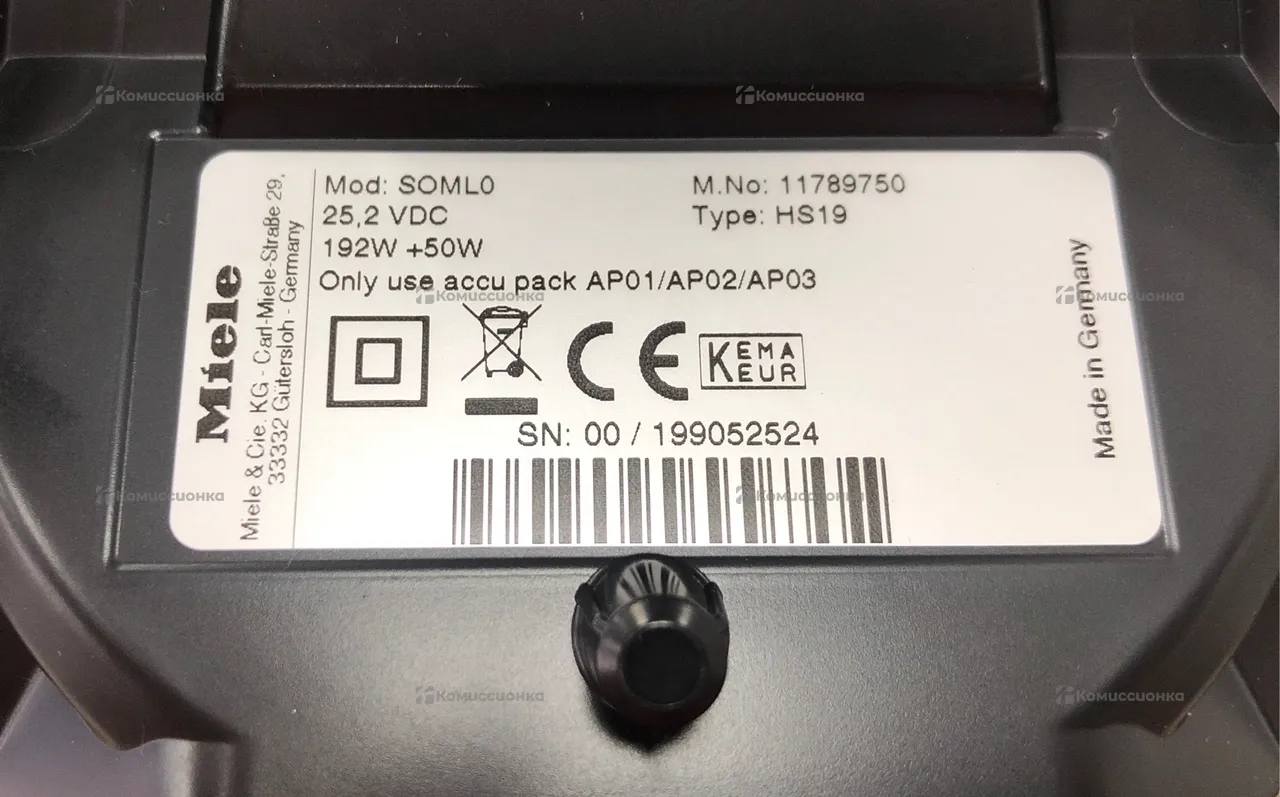 Комиссионка
Комиссионка
Miele
Miele & Cie. KG - Carl-Miele-Straße 29,
33332 Gütersloh - Germany
Mod: SOML0
M.No: 11789750
25,2 VDC
Type: HS19
192W +50W
Only use accu pack AP01/AP02/AP03
Комиссионка
Комиссионка
CE
KEMA
EUR
Made in Germany
SN: 00 / 199052524
Комиссионка
Комиссионка
Комиссионка
Комиссионка